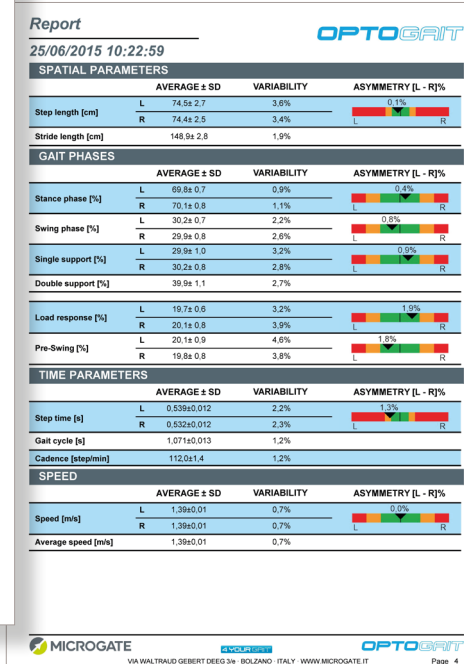 Report
OPTOGAIT
25/06/2015 10:22:59
SPATIAL PARAMETERS
AVERAGE ± SD VARIABILITY ASYMMETRY [L - R]%
Step length [cm] L 74,5± 2,7 3,6% 0,1%
R 74,4± 2,5 3,4% L R
Stride length [cm] 148,9± 2,8 1,9%
GAIT PHASES
AVERAGE ± SD VARIABILITY ASYMMETRY [L - R]%
Stance phase [%] L 69,8± 0,7 0,9% 0,4%
R 70,1± 0,8 1,1% L R
Swing phase [%] L 30,2± 0,7 2,2% 0,8%
R 29,9± 0,8 2,6% L R
Single support [%] L 29,9± 1,0 3,2% 0,9%
R 30,2± 0,8 2,8% L R
Double support [%] 39,9± 1,1 2,7%
Load response [%] L 19,7± 0,6 3,2% 1,9%
R 20,1± 0,8 3,9% L R
Pre-Swing [%] L 20,1± 0,9 4,6% 1,8%
R 19,8± 0,8 3,8% L R
TIME PARAMETERS
AVERAGE ± SD VARIABILITY ASYMMETRY [L - R]%
Step time [s] L 0,539±0,012 2,2% 1,3%
R 0,532±0,012 2,3% L R
Gait cycle [s] 1,071±0,013 1,2%
Cadence [step/min] 112,0±1,4 1,2%
SPEED
AVERAGE ± SD VARIABILITY ASYMMETRY [L - R]%
Speed [m/s] L 1,39±0,01 0,7% 0,0%
R 1,39±0,01 0,7% L R
Average speed [m/s] 1,39±0,01 0,7%
MICROGATE 4YOURGAIT OPTOGAIT
VIA WALTRAUD GEBERT DEEG 3/e · BOLZANO · ITALY · WWW.MICROGATE.IT Page 4